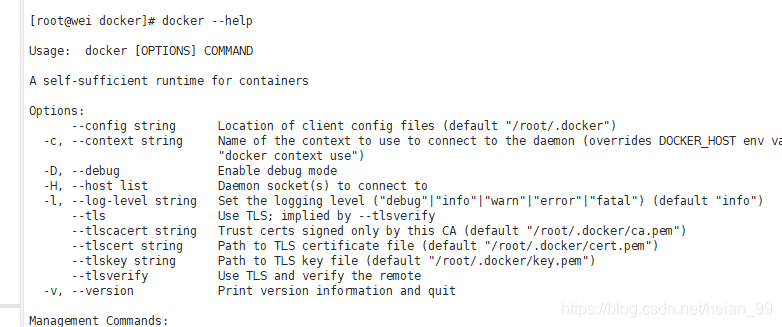 [root@wei docker]# docker --help
Usage:  docker [OPTIONS] COMMAND
A self-sufficient runtime for containers
Options:
      --config string      Location of client config files (default "/root/.docker")
  -c, --context string     Name of the context to use to connect to the daemon (overrides DOCKER_HOST env va
                           "docker context use")
  -D, --debug              Enable debug mode
  -H, --host list          Daemon socket(s) to connect to
  -l, --log-level string   Set the logging level ("debug"|"info"|"warn"|"error"|"fatal") (default "info")
      --tls                Use TLS; implied by --tlsverify
      --tlscacert string   Trust certs signed only by this CA (default "/root/.docker/ca.pem")
      --tlscert string     Path to TLS certificate file (default "/root/.docker/cert.pem")
      --tlskey string      Path to TLS key file (default "/root/.docker/key.pem")
      --tlsverify          Use TLS and verify the remote
  -v, --version            Print version information and quit
Management Commands:
https://blog.csdn.net/heian_99